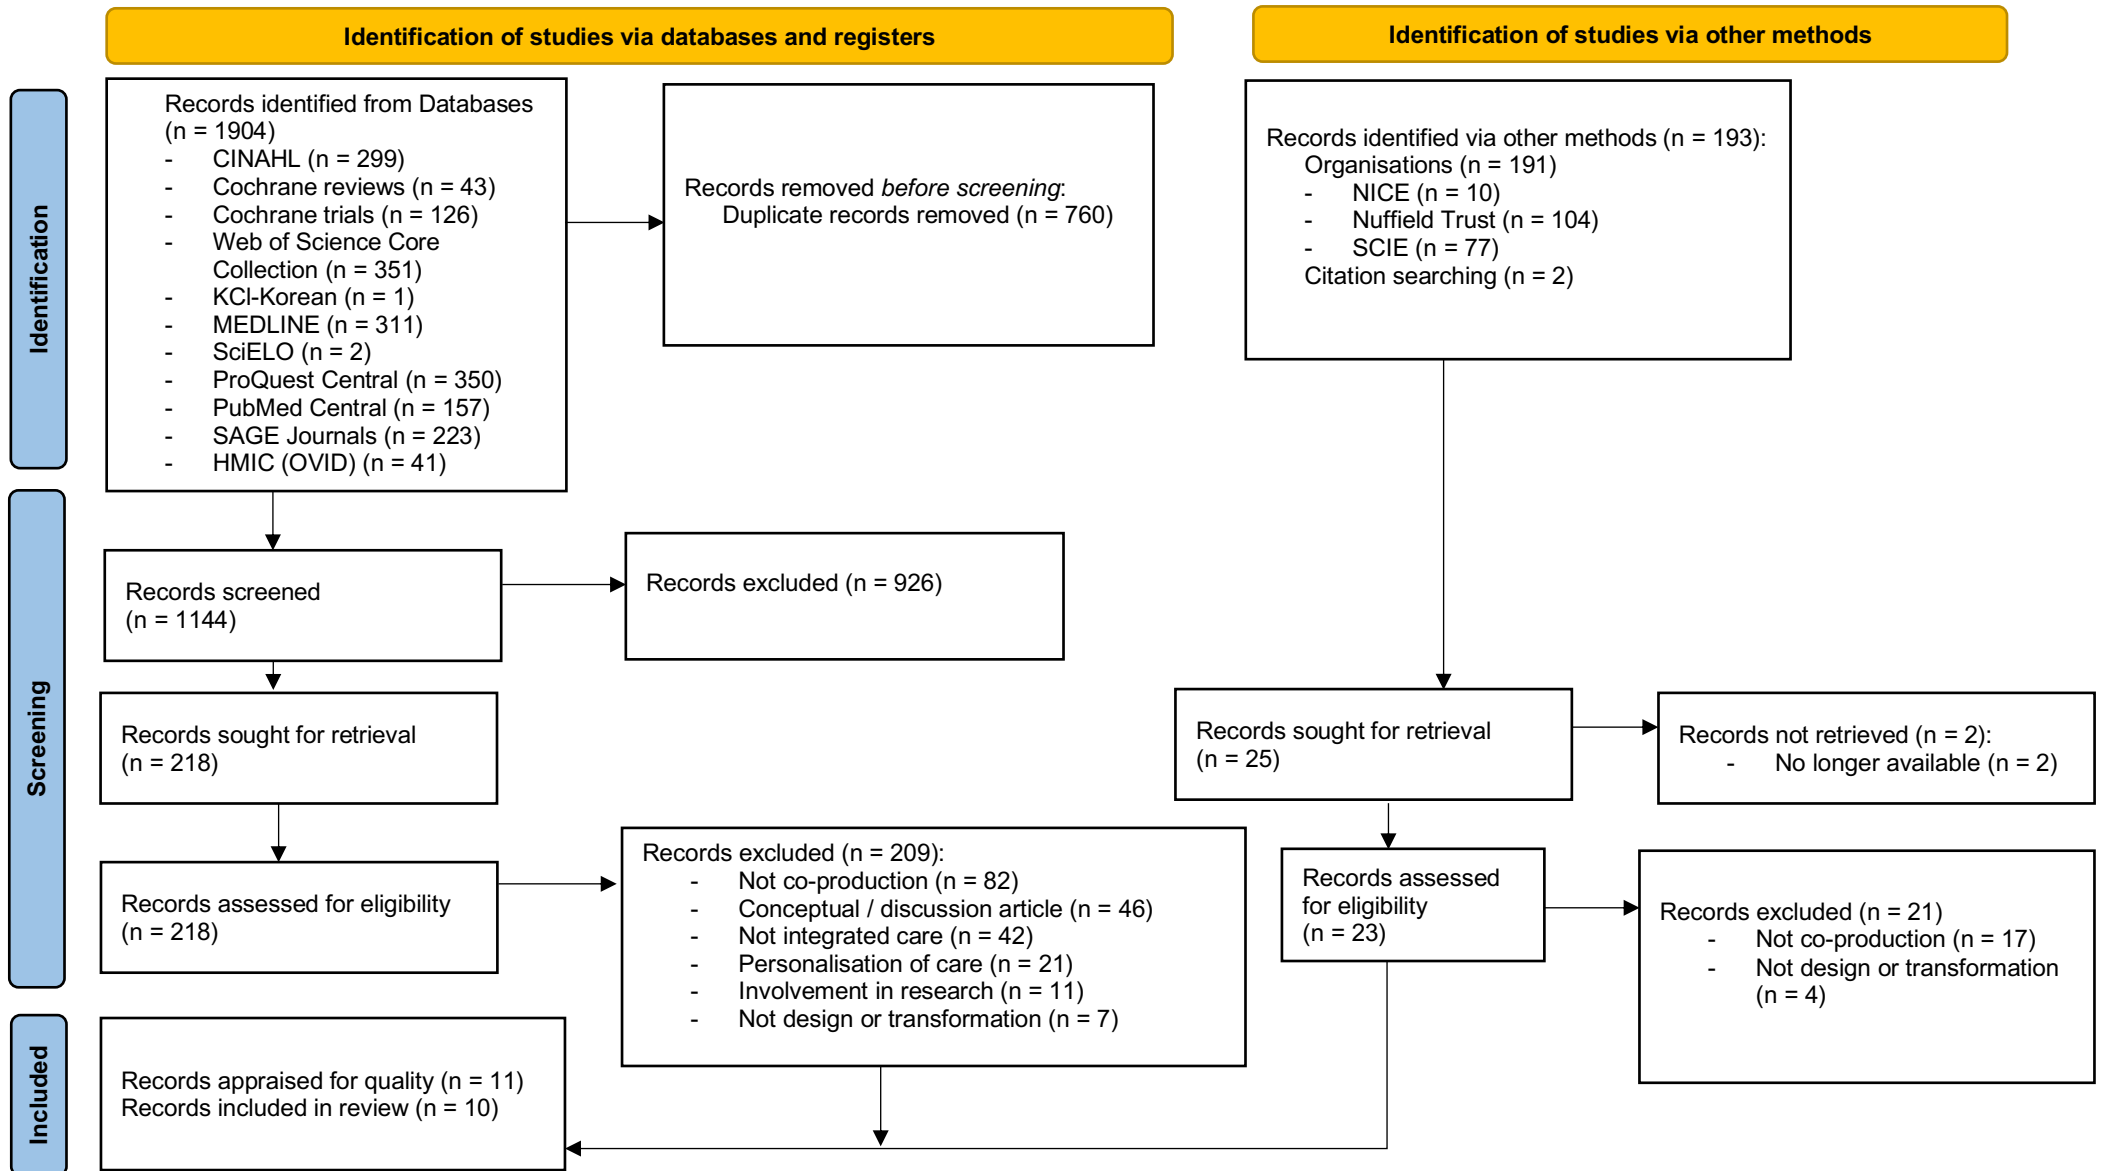 Identification of studies via databases and registers
Identification of studies via other methods
Identification
Records identified from Databases
(n = 1904)
- CINAHL (n = 299)
- Cochrane reviews (n = 43)
- Cochrane trials (n = 126)
- Web of Science Core
Collection (n = 351)
- KCI-Korean (n = 1)
- MEDLINE (n = 311)
- SciELO (n = 2)
- ProQuest Central (n = 350)
- PubMed Central (n = 157)
- SAGE Journals (n = 223)
- HMIC (OVID) (n = 41)
Records removed before screening:
Duplicate records removed (n = 760)
Records identified via other methods (n = 193):
Organisations (n = 191)
- NICE (n = 10)
- Nuffield Trust (n = 104)
- SCIE (n = 77)
Citation searching (n = 2)
Screening
Records screened
(n = 1144)
Records excluded (n = 926)
Records sought for retrieval
(n = 218)
Records sought for retrieval
(n = 25)
Records not retrieved (n = 2):
- No longer available (n = 2)
Records assessed for eligibility
(n = 218)
Records excluded (n = 209):
- Not co-production (n = 82)
- Conceptual / discussion article (n = 46)
- Not integrated care (n = 42)
- Personalisation of care (n = 21)
- Involvement in research (n = 11)
- Not design or transformation (n = 7)
Records assessed
for eligibility
(n = 23)
Records excluded (n = 21)
- Not co-production (n = 17)
- Not design or transformation
(n = 4)
Included
Records appraised for quality (n = 11)
Records included in review (n = 10)